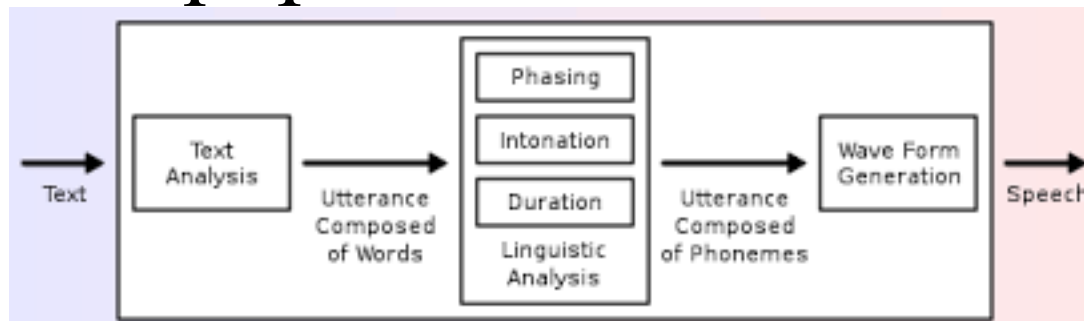 Text
Text
Analysis
Utterance
Composed
of Words
Phasing
Intonation
Duration
Linguistic
Analysis
Utterance
Composed
of Phonemes
Wave Form
Generation
Speech